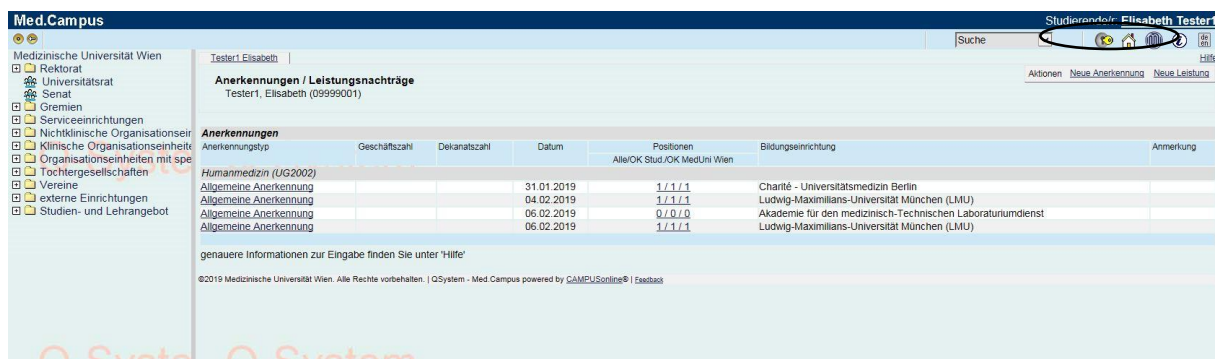 Med.Campus
Studierende/r: Elisabeth Tester1
Suche
de
en
Hilfe
Medizinische Universität Wien
Rektorat
Universitätsrat
Senat
Gremien
Serviceeinrichtungen
Nichtklinische Organisationseir
Klinische Organisationseinheite
Organisationseinheiten mit spe
Tochtergesellschaften
Vereine
externe Einrichtungen
Studien- und Lehrangebot
Tester1 Elisabeth
Anerkennungen / Leistungsnachträge
Tester1, Elisabeth (09999001)
Aktionen Neue Anerkennung Neue Leistung
Anerkennungen
Anerkennungstyp Geschäftszahl Dekanatszahl Datum Positionen Bildungseinrichtung Anmerkung
Alle/OK Stud./OK MedUni Wien
Humanmedizin (UG2002)
Allgemeine Anerkennung 31.01.2019 1 / 1 / 1 Charité - Universitätsmedizin Berlin
Allgemeine Anerkennung 04.02.2019 1 / 1 / 1 Ludwig-Maximilians-Universität München (LMU)
Allgemeine Anerkennung 06.02.2019 0 / 0 / 0 Akademie für den medizinisch-Technischen Laboraturiumdienst
Allgemeine Anerkennung 06.02.2019 1 / 1 / 1 Ludwig-Maximilians-Universität München (LMU)
genauere Informationen zur Eingabe finden Sie unter 'Hilfe'
©2019 Medizinische Universität Wien. Alle Rechte vorbehalten. | QSystem - Med.Campus powered by CAMPUSonline® | Feedback
Q-System